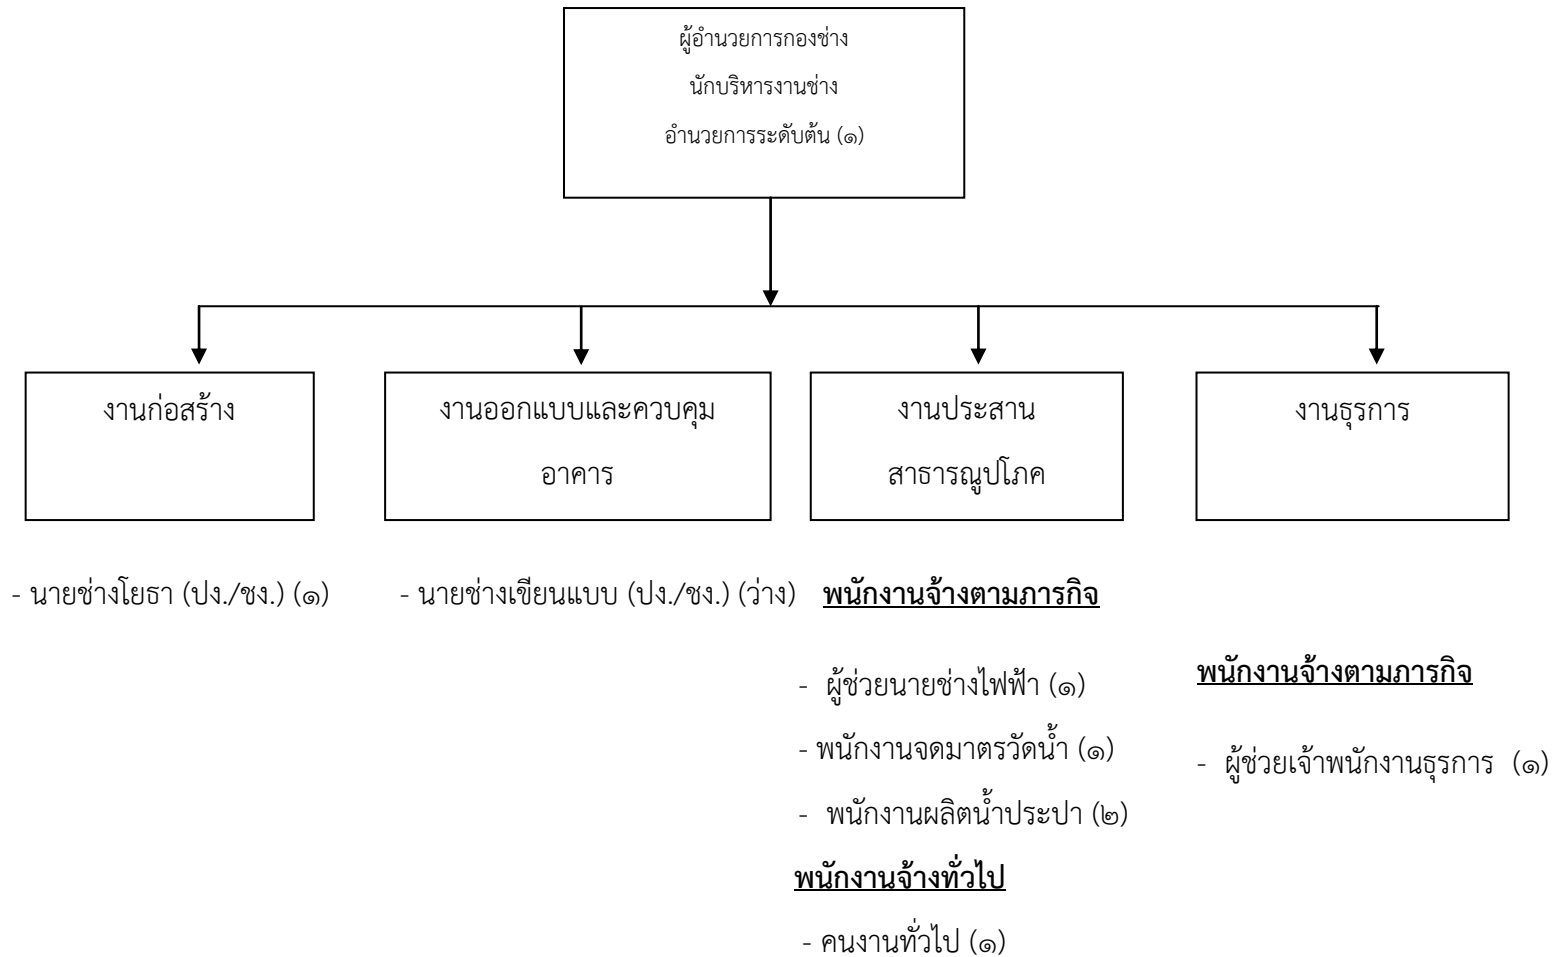 ผู้อำนวยการกองช่าง
นักบริหารงานช่าง
อำนวยการระดับต้น (๑)
งานก่อสร้าง
งานออกแบบและควบคุม
อาคาร
งานประสาน
สาธารณูปโภค
งานธุรการ
- นายช่างโยธา (ปง./ชง.) (๑)
- นายช่างเขียนแบบ (ปง./ชง.) (ว่าง)
พนักงานจ้างตามภารกิจ
- ผู้ช่วยนายช่างไฟฟ้า (๑)
- พนักงานจดมาตรวัดน้ำ (๑)
- พนักงานผลิตน้ำประปา (๒)
พนักงานจ้างทั่วไป
- คนงานทั่วไป (๑)
พนักงานจ้างตามภารกิจ
- ผู้ช่วยเจ้าพนักงานธุรการ (๑)